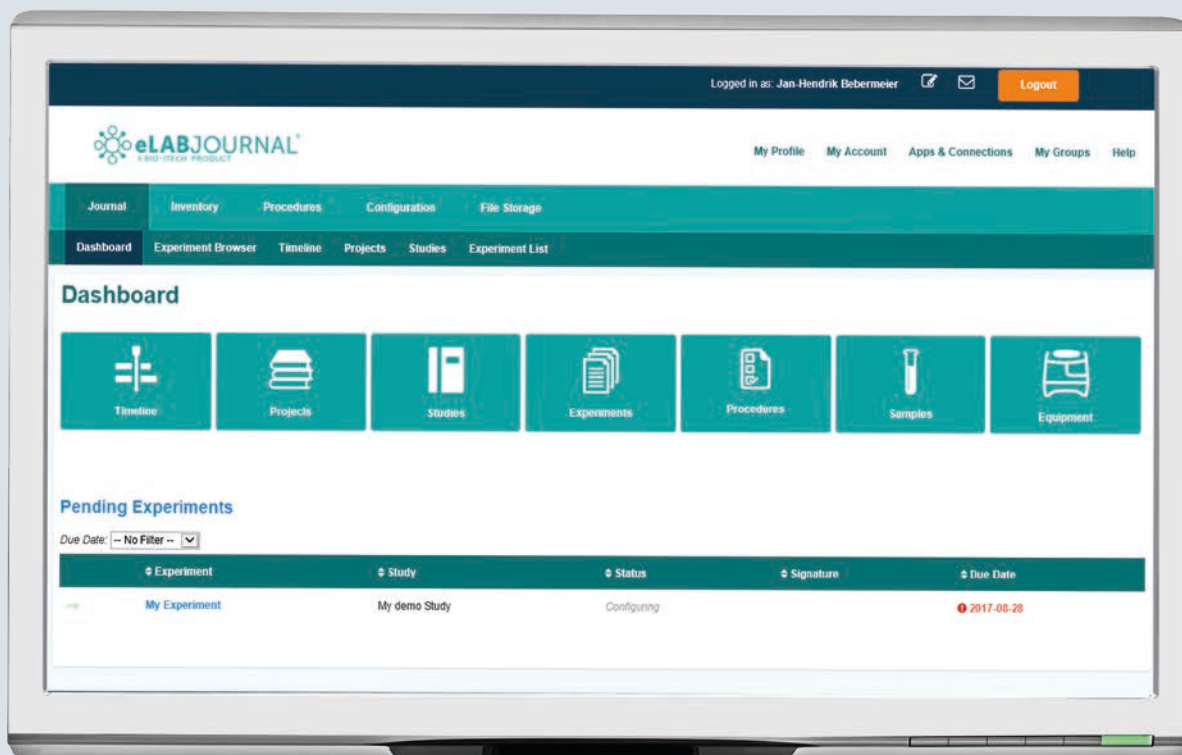 Logged in as: Jan-Hendrik Bebermeier Logout
eLABJOURNAL®
A BIO-ITECH PRODUCT
My Profile My Account Apps & Connections My Groups Help
Journal Inventory Procedures Configuration File Storage
Dashboard Experiment Browser Timeline Projects Studies Experiment List
Dashboard
Timeline Projects Studies Experiments Procedures Samples Equipment
Pending Experiments
Due Date: -- No Filter --
Experiment Study Status Signature Due Date
My Experiment My demo Study Configuring 2017-08-28